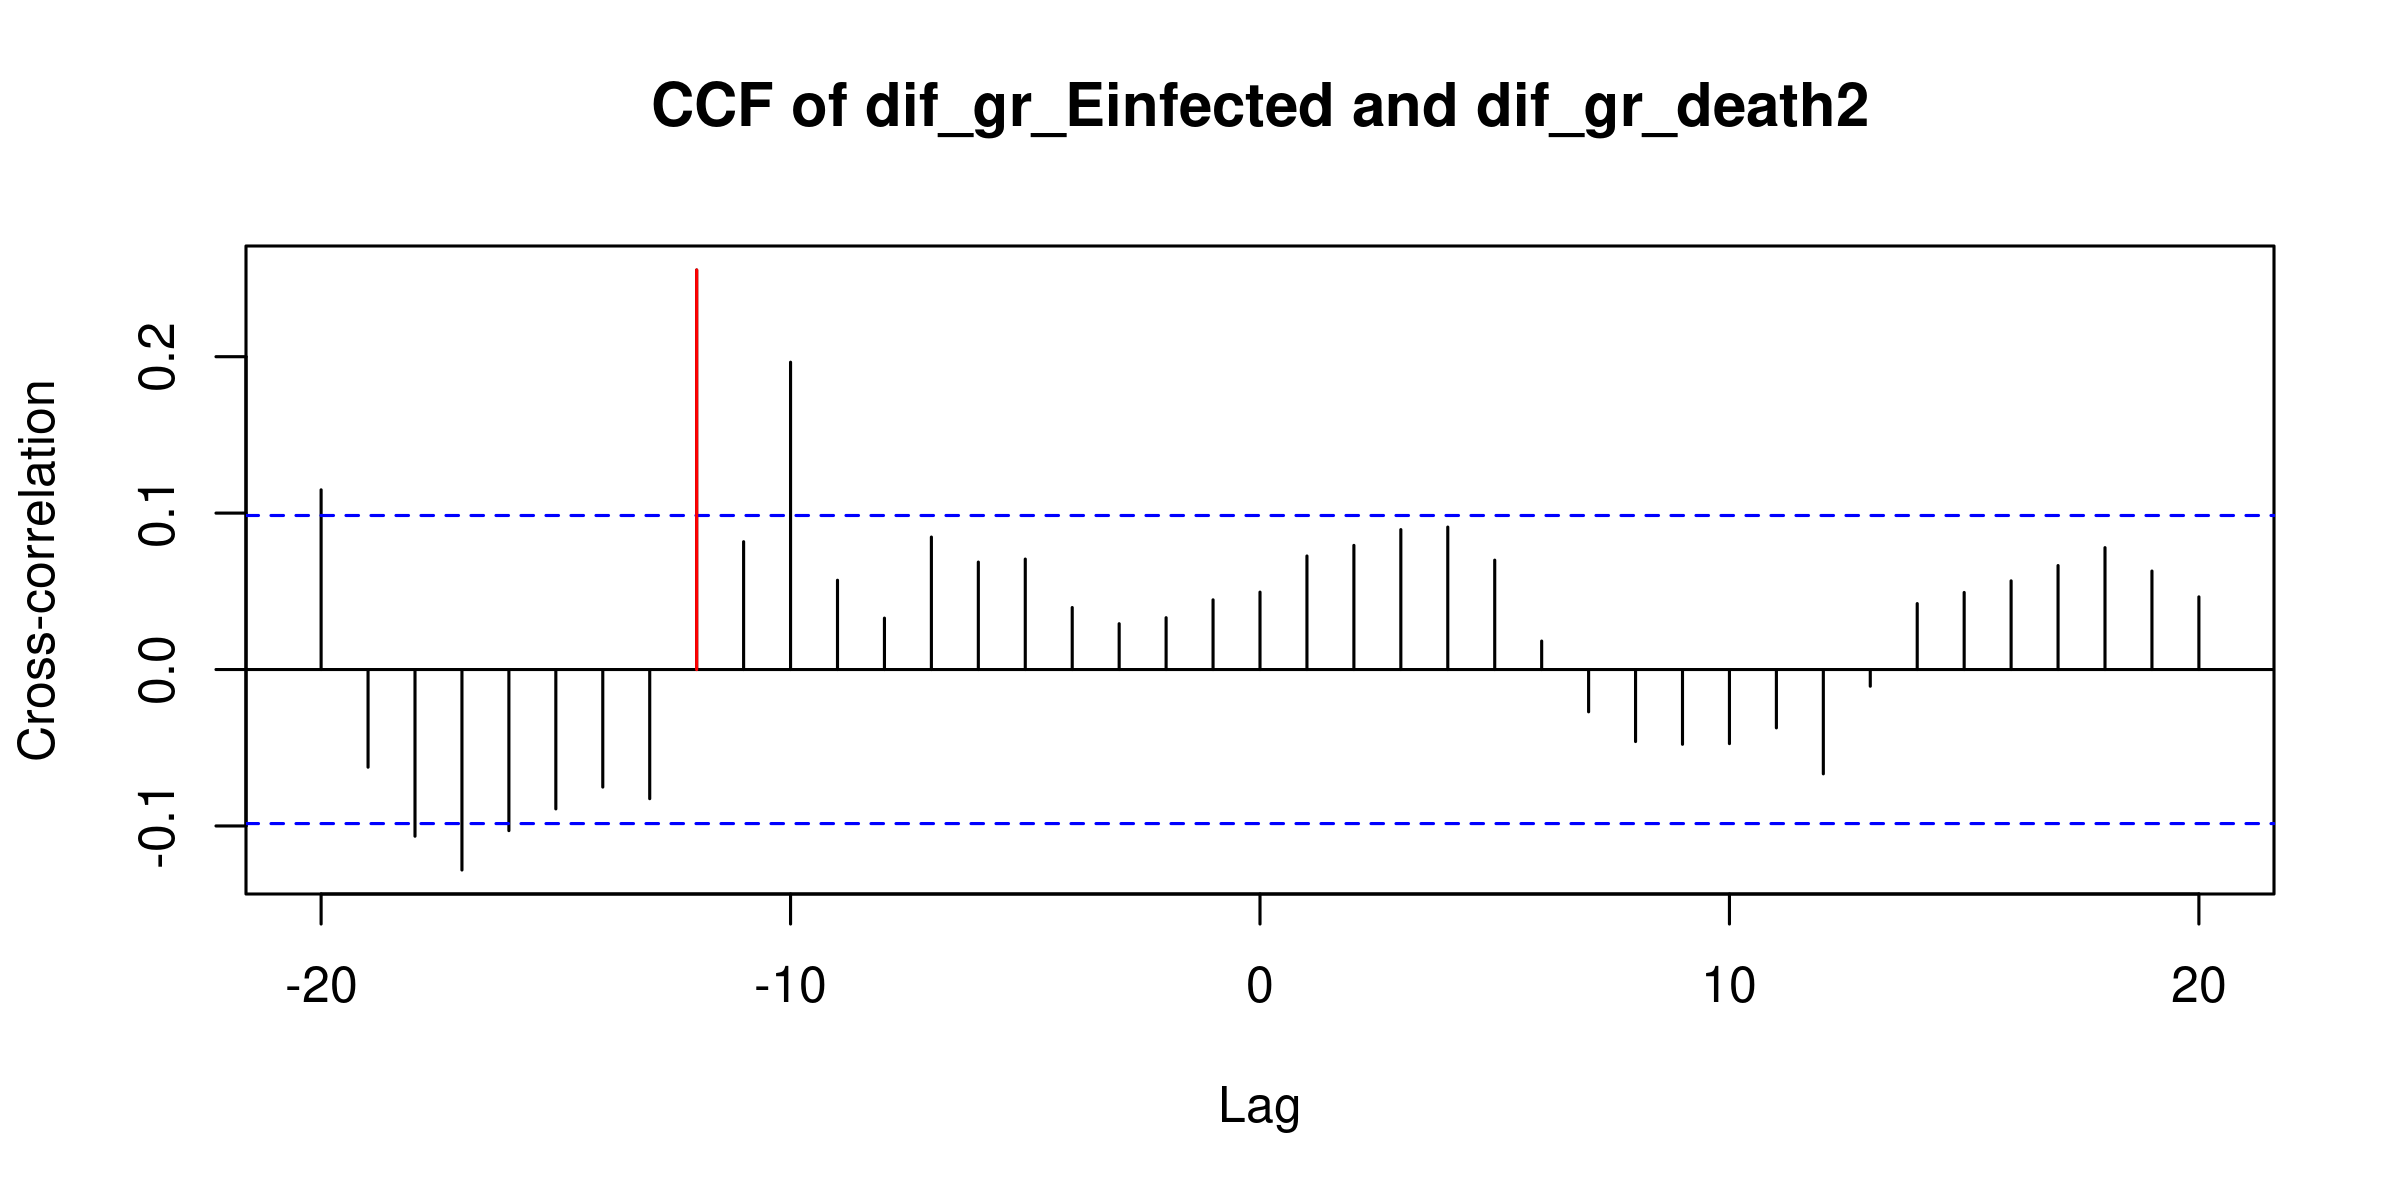 CCF of dif_gr_Einfected and dif_gr_death2
Cross-correlation
0.2
0.1
0.0
-0.1
-20 -10 0 10 20
Lag